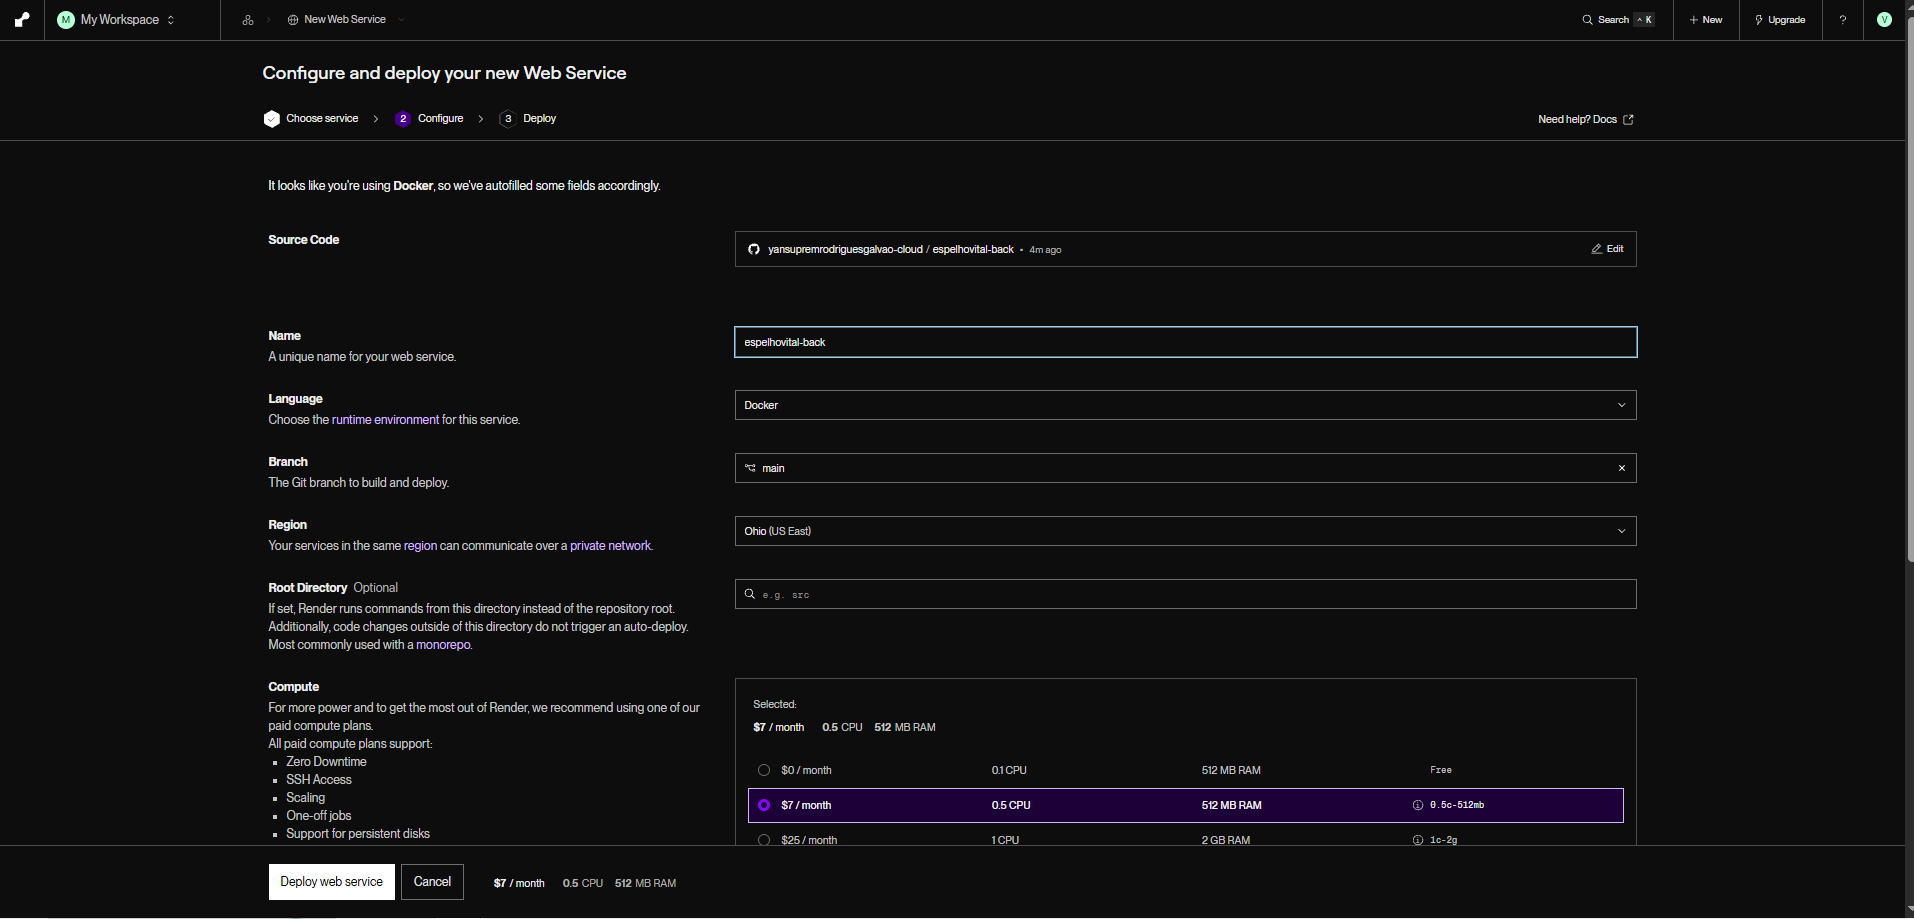 M My Workspace
New Web Service
Search ^ K
+ New
Upgrade
?
V
Configure and deploy your new Web Service
Choose service
2 Configure
3 Deploy
Need help? Docs
It looks like you're using Docker, so we've autofilled some fields accordingly.
Source Code
yansupremrodriguesgalvao-cloud / espelhovital-back • 4m ago
Edit
Name
A unique name for your web service.
espelhovital-back
Language
Choose the runtime environment for this service.
Docker
Branch
The Git branch to build and deploy.
main
Region
Your services in the same region can communicate over a private network.
Ohio (US East)
Root Directory Optional
If set, Render runs commands from this directory instead of the repository root.
Additionally, code changes outside of this directory do not trigger an auto-deploy.
Most commonly used with a monorepo.
e.g. src
Compute
For more power and to get the most out of Render, we recommend using one of our
paid compute plans.
All paid compute plans support:
Zero Downtime
SSH Access
Scaling
One-off jobs
Support for persistent disks
Selected:
$7 / month 0.5 CPU 512 MB RAM
$0 / month 0.1 CPU 512 MB RAM Free
$7 / month 0.5 CPU 512 MB RAM 0.5c-512mb
$25 / month 1 CPU 2 GB RAM 1c-2g
Deploy web service
Cancel
$7 / month 0.5 CPU 512 MB RAM